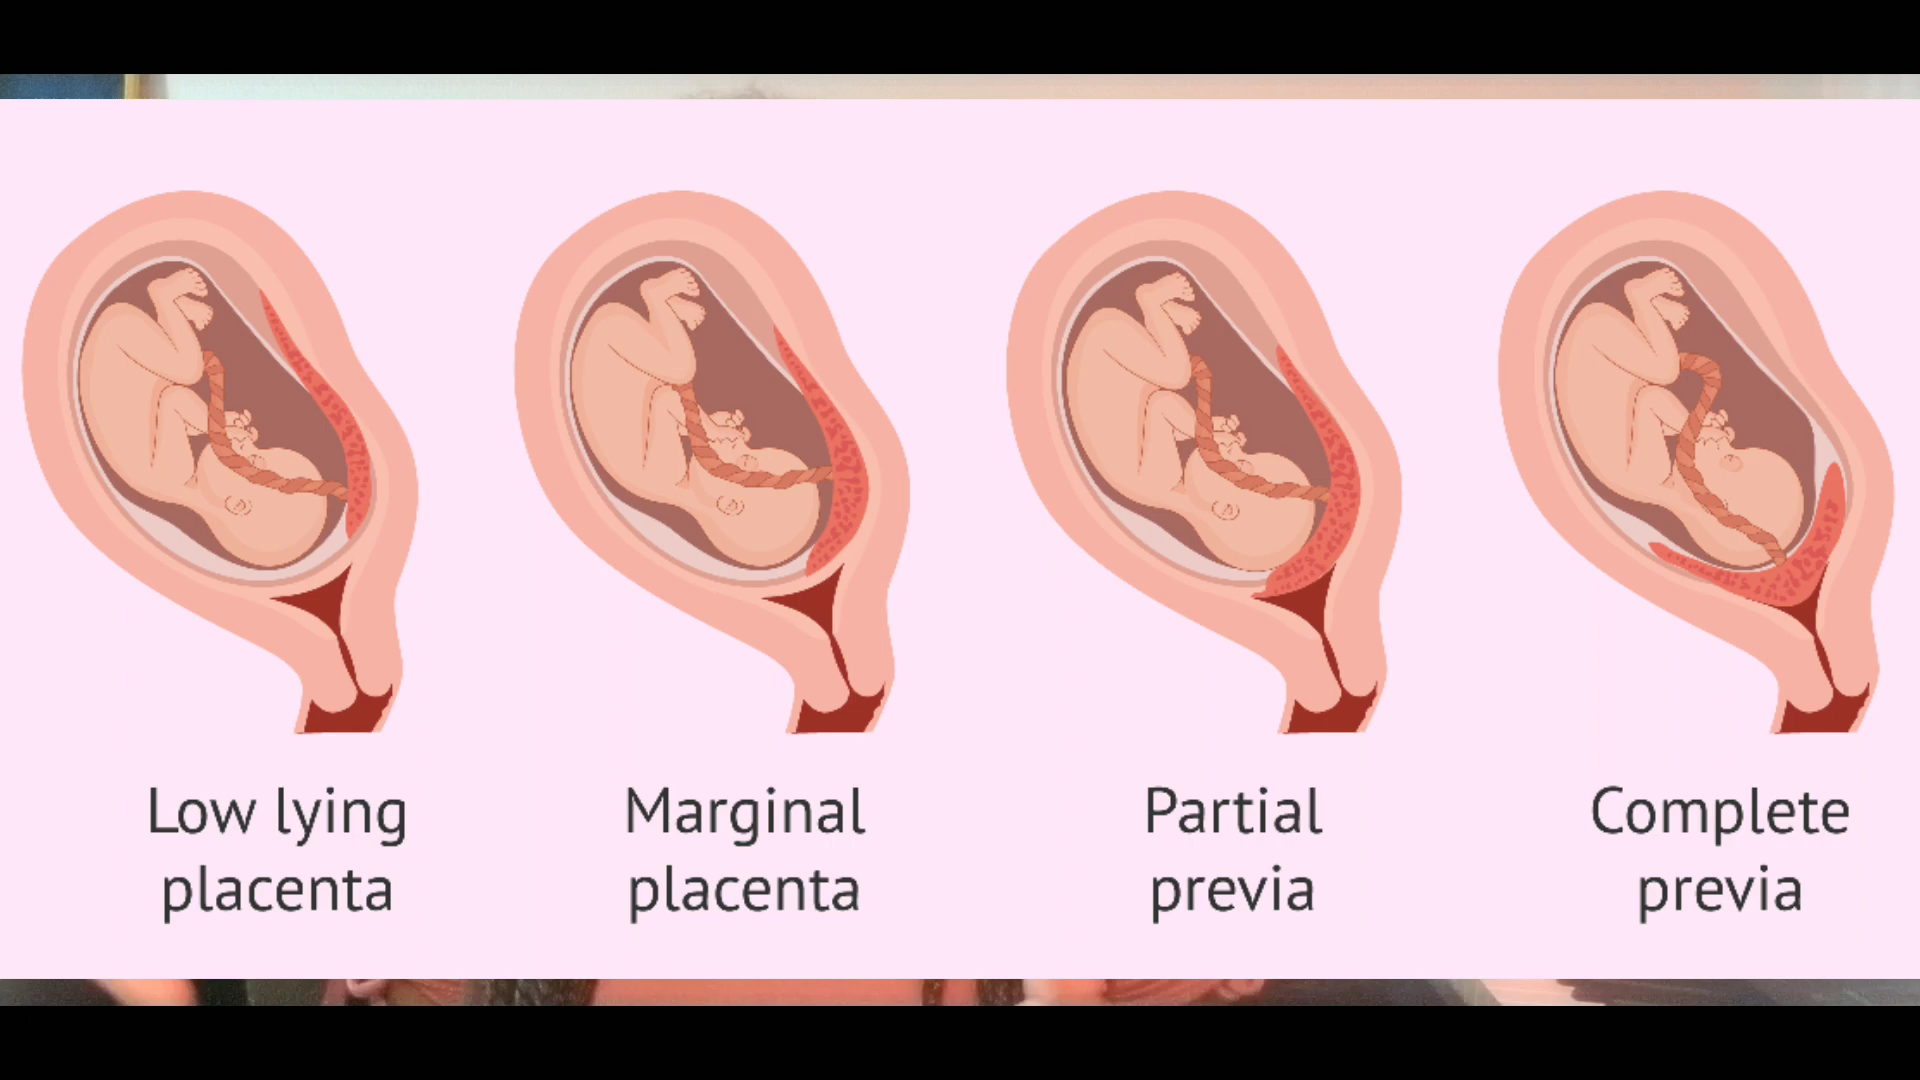 Low lying
placenta
Marginal
placenta
Partial
previa
Complete
previa